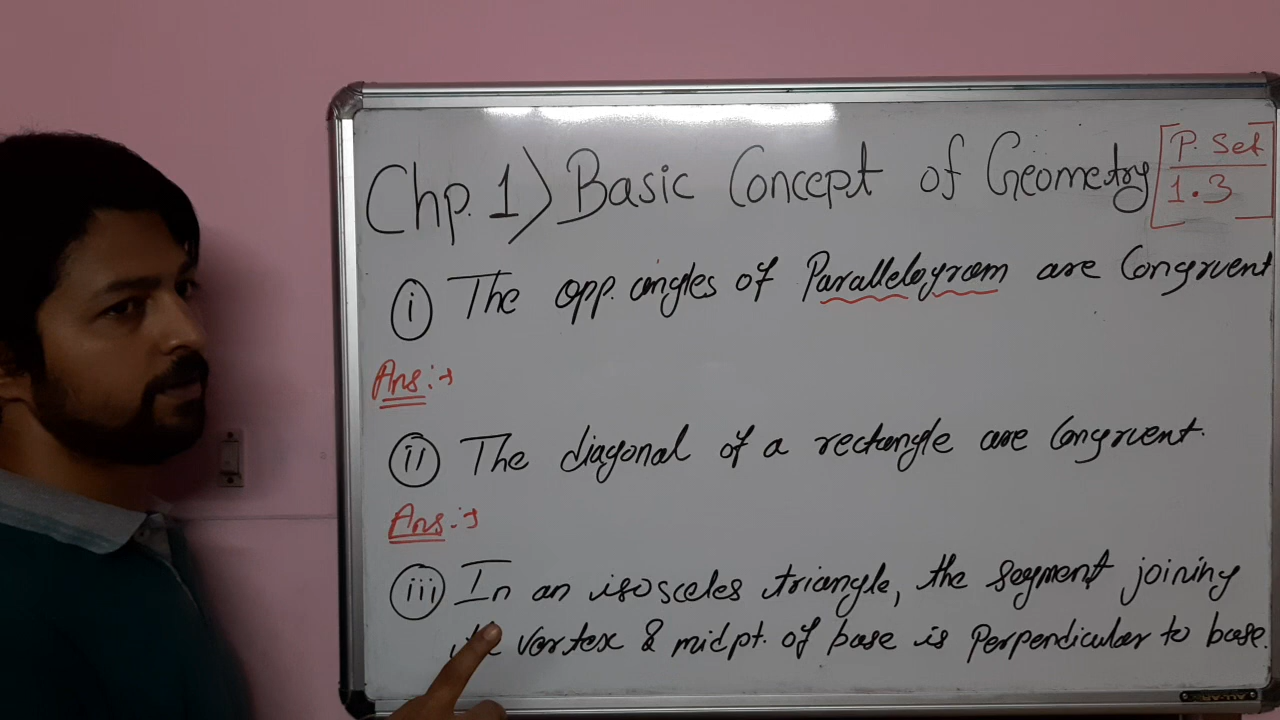 Chp. 1) Basic Concept of Geometry
P. Set
1.3
(i) The opp. angles of Parallelogram are Congruent
Ans :→
(ii) The diagonal of a rectangle are Congruent.
Ans :→
(iii) In an isosceles triangle, the segment joining
vortex & midpt. of base is Perpendicular to base.